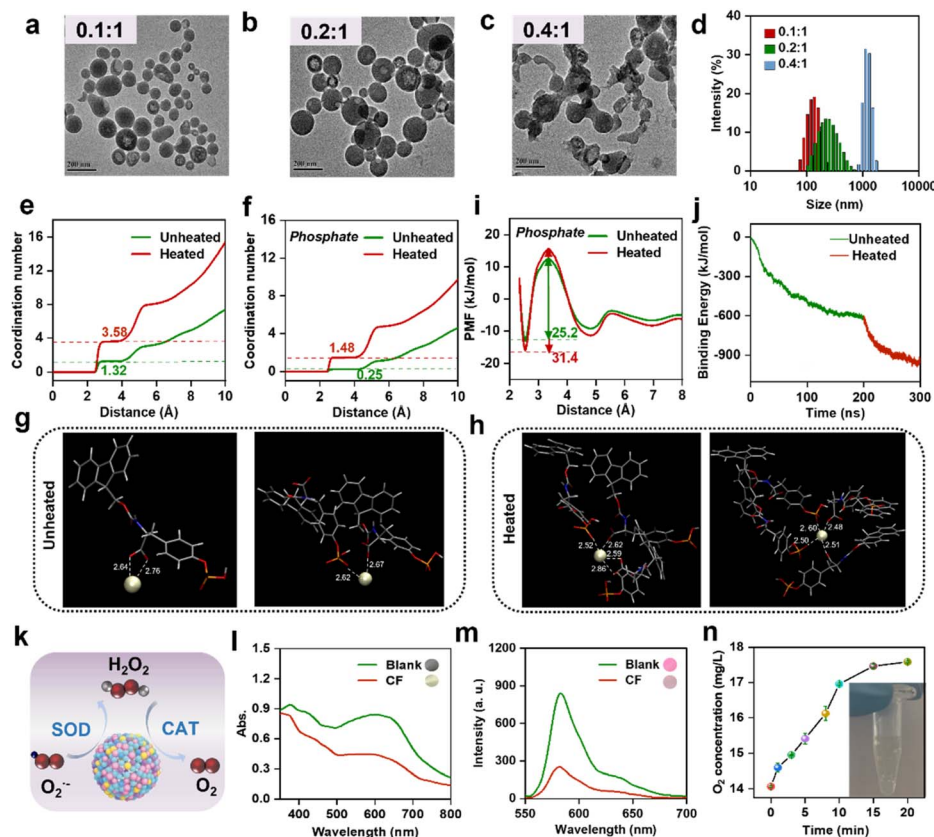 a
0.1:1
200 nm
b
0.2:1
200 nm
c
0.4:1
200 nm
d
Intensity (%)
40
30
20
10
0
0.1:1
0.2:1
0.4:1
10 100 1000 10000
Size (nm)
e
Coordination number
16
12
8
4
0
Unheated
Heated
3.58
1.32
0 2 4 6 8 10
Distance (Å)
f
Coordination number
16
12
8
4
0
Phosphate
Unheated
Heated
1.48
0.25
0 2 4 6 8 10
Distance (Å)
i
PMF (kJ/mol)
20
10
0
-10
-20
Phosphate
Unheated
Heated
25.2
31.4
2 3 4 5 6 7 8
Distance (Å)
j
Binding Energy (kJ/mol)
0
-300
-600
-900
Unheated
Heated
0 100 200 300
Time (ns)
g
Unheated
2.64
2.76
2.62
2.67
h
Heated
2.52
2.62
2.59
2.86
2.60
2.48
2.50
2.51
k
H2O2
SOD
CAT
O2·-
O2
l
Abs.
1.5
1.2
0.9
0.6
0.3
0.0
Blank
CF
400 500 600 700 800
Wavelength (nm)
m
Intensity (a. u.)
1200
900
600
300
0
Blank
CF
550 600 650 700
Wavelength (nm)
n
O2 concentration (mg/L)
18
17
16
15
14
0 5 10 15 20
Time (min)